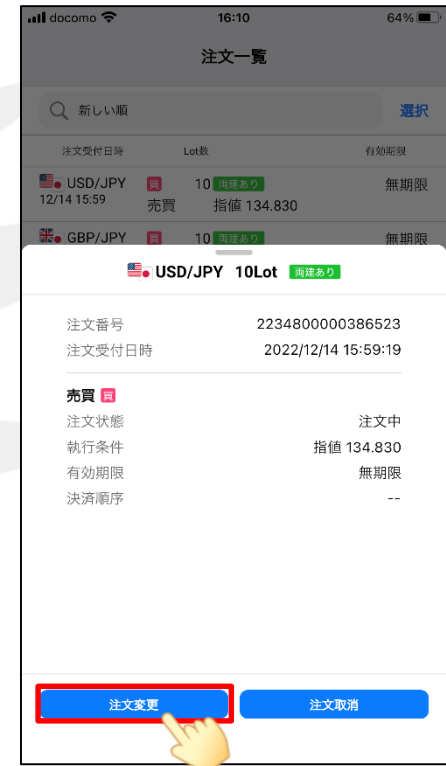 docomo 16:10 64%
注文一覧
新しい順 選択
注文受付日時 Lot数 有効期限
USD/JPY 買 10 両建あり 無期限
12/14 15:59 売買 指値 134.830
GBP/JPY 買 10 両建あり 無期限
USD/JPY 10Lot 両建あり
注文番号 2234800000386523
注文受付日時 2022/12/14 15:59:19
売買 買
注文状態 注文中
執行条件 指値 134.830
有効期限 無期限
決済順序 --
注文変更 注文取消